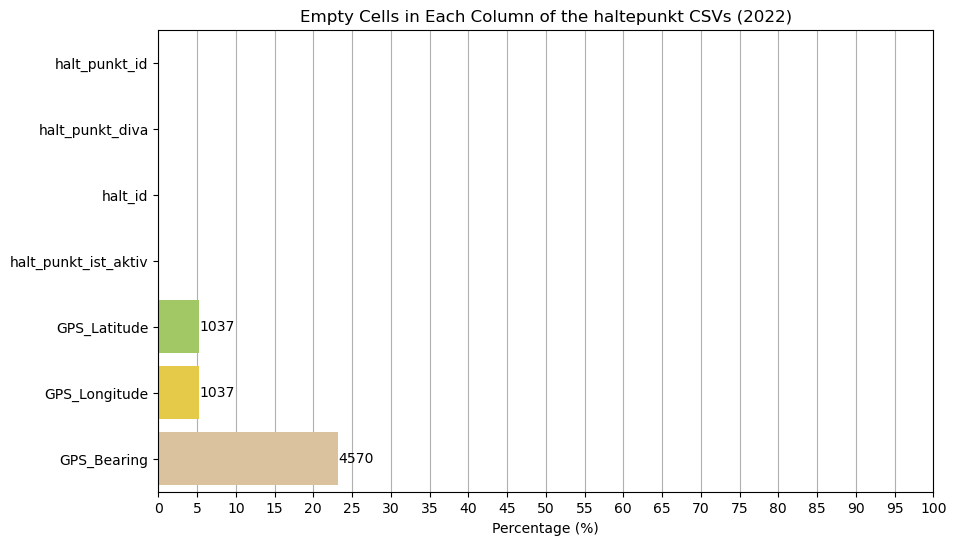 Empty Cells in Each Column of the haltepunkt CSVs (2022)
halt_punkt_id
halt_punkt_diva
halt_id
halt_punkt_ist_aktiv
GPS_Latitude 1037
GPS_Longitude 1037
GPS_Bearing 4570
0 5 10 15 20 25 30 35 40 45 50 55 60 65 70 75 80 85 90 95 100
Percentage (%)